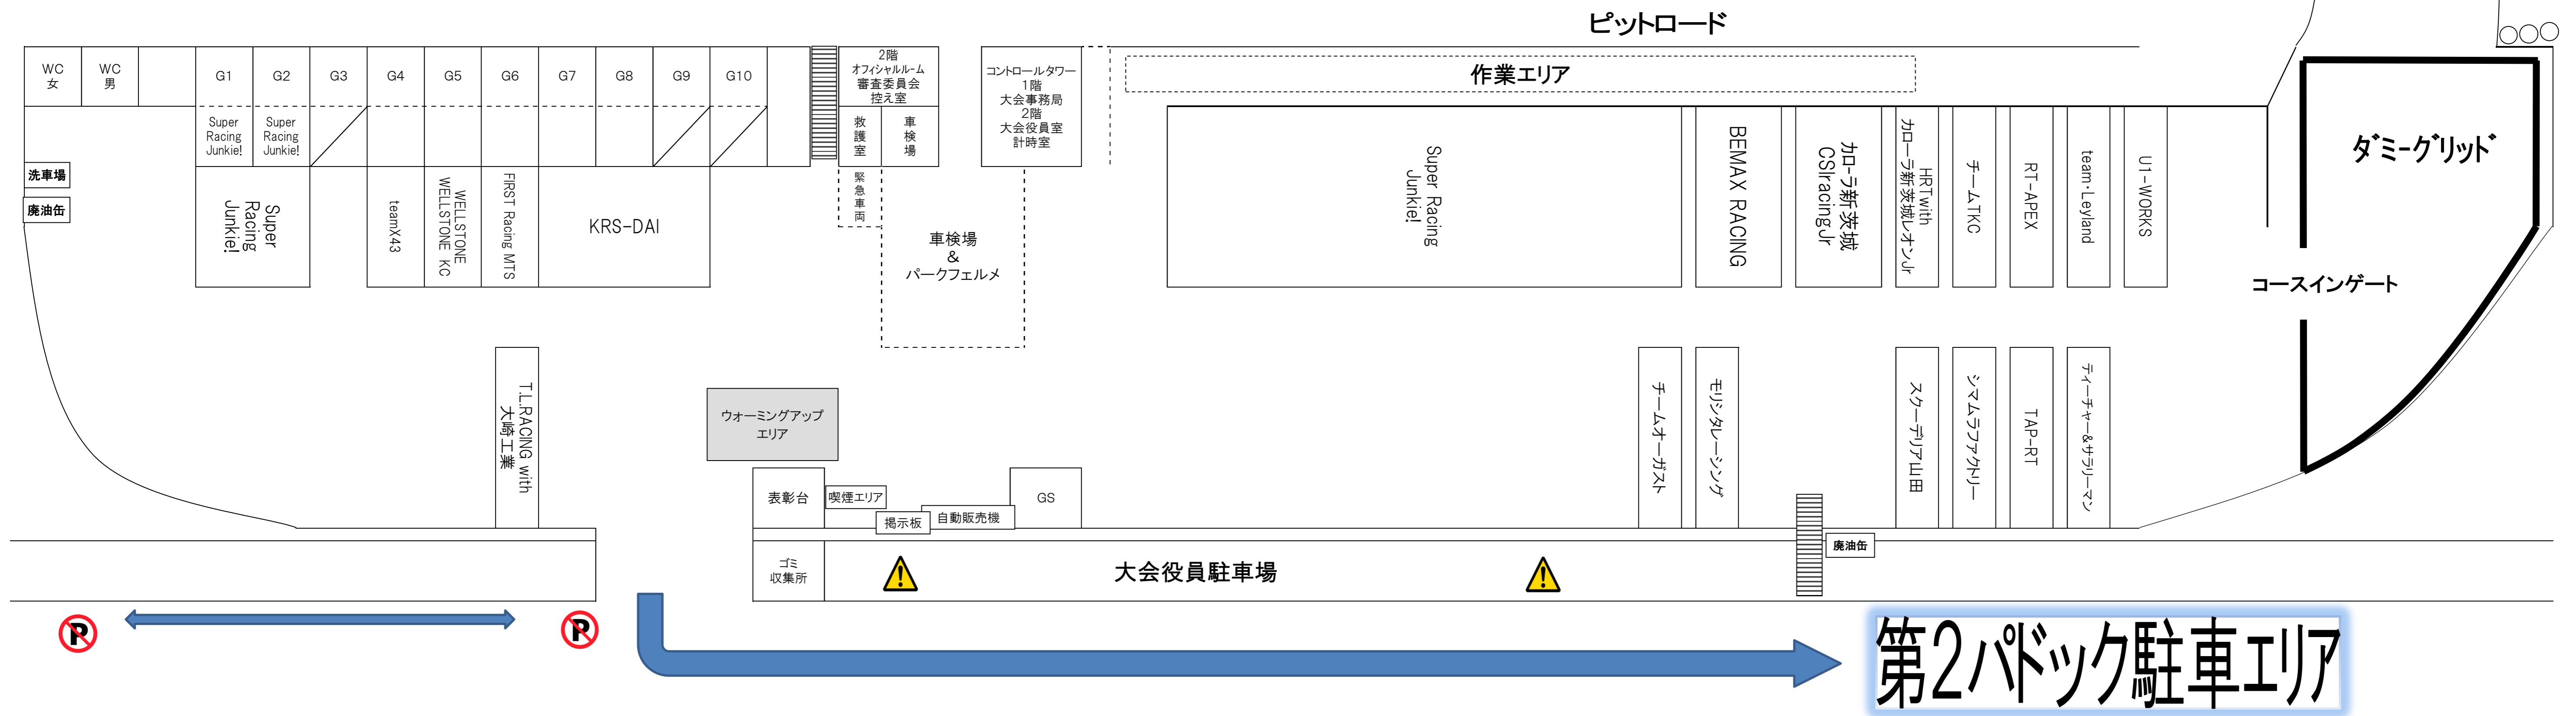 ピットロード
WC
女
WC
男
G1
G2
G3
G4
G5
G6
G7
G8
G9
G10
2階
オフィシャルルーム
審査委員会
控え室
コントロールタワー
1階
大会事務局
2階
大会役員室
計時室
作業エリア
Super
Racing
Junkie!
Super
Racing
Junkie!
救護室
車検場
洗車場
廃油缶
Super
Racing
Junkie!
teamX43
WELLSTONE
WELLSTONE KC
FIRST Racing MTS
KRS-DAI
緊急車両
車検場
&
パークフェルメ
Super Racing
Junkie!
BEMAX RACING
カローラ新茨城
CSIracingJr
HRTwith
カローラ新茨城レオンJr
チームTKC
RT-APEX
team・Leyland
U1-WORKS
ダミーグリッド
コースインゲート
T.L.RACING with
大崎工業
ウォーミングアップ
エリア
チームオーガスト
モリシタレーシング
スクーデリア山田
シマムラファクトリー
TAP-RT
ティーチャー&サラリーマン
表彰台
喫煙エリア
掲示板
自動販売機
GS
ゴミ
収集所
大会役員駐車場
廃油缶
P
P
第2パドック駐車エリア